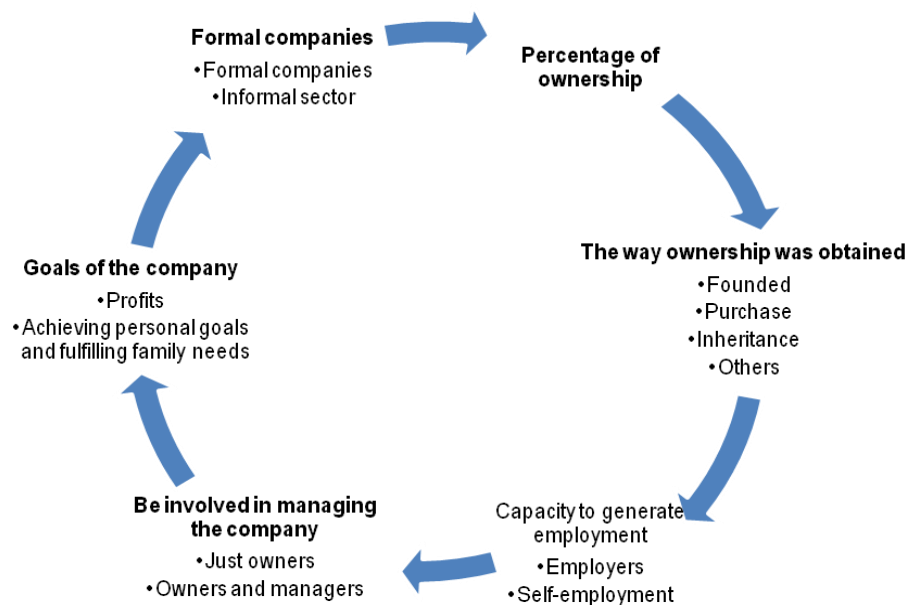 Formal companies
•Formal companies
•Informal sector
Percentage of
ownership
The way ownership was obtained
•Founded
•Purchase
•Inheritance
•Others
Capacity to generate
employment
•Employers
•Self-employment
Be involved in managing
the company
•Just owners
•Owners and managers
Goals of the company
•Profits
•Achieving personal goals
and fulfilling family needs